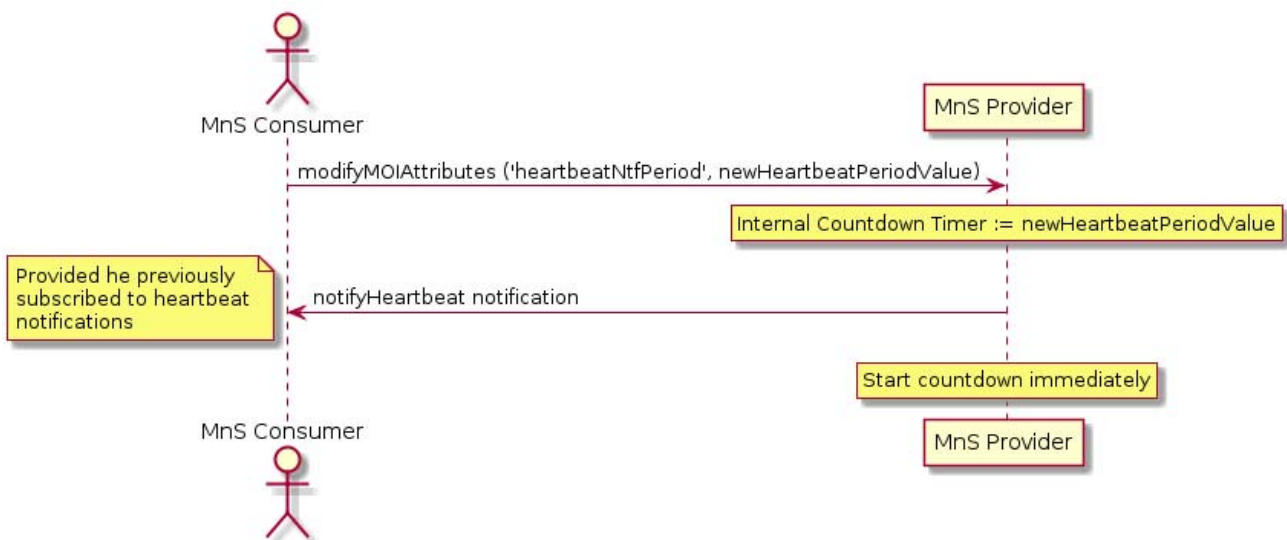 MnS Consumer
MnS Provider
modifyMOIAttributes ('heartbeatNtfPeriod', newHeartbeatPeriodValue)
Internal Countdown Timer := newHeartbeatPeriodValue
Provided he previously
subscribed to heartbeat
notifications
notifyHeartbeat notification
Start countdown immediately
MnS Consumer
MnS Provider